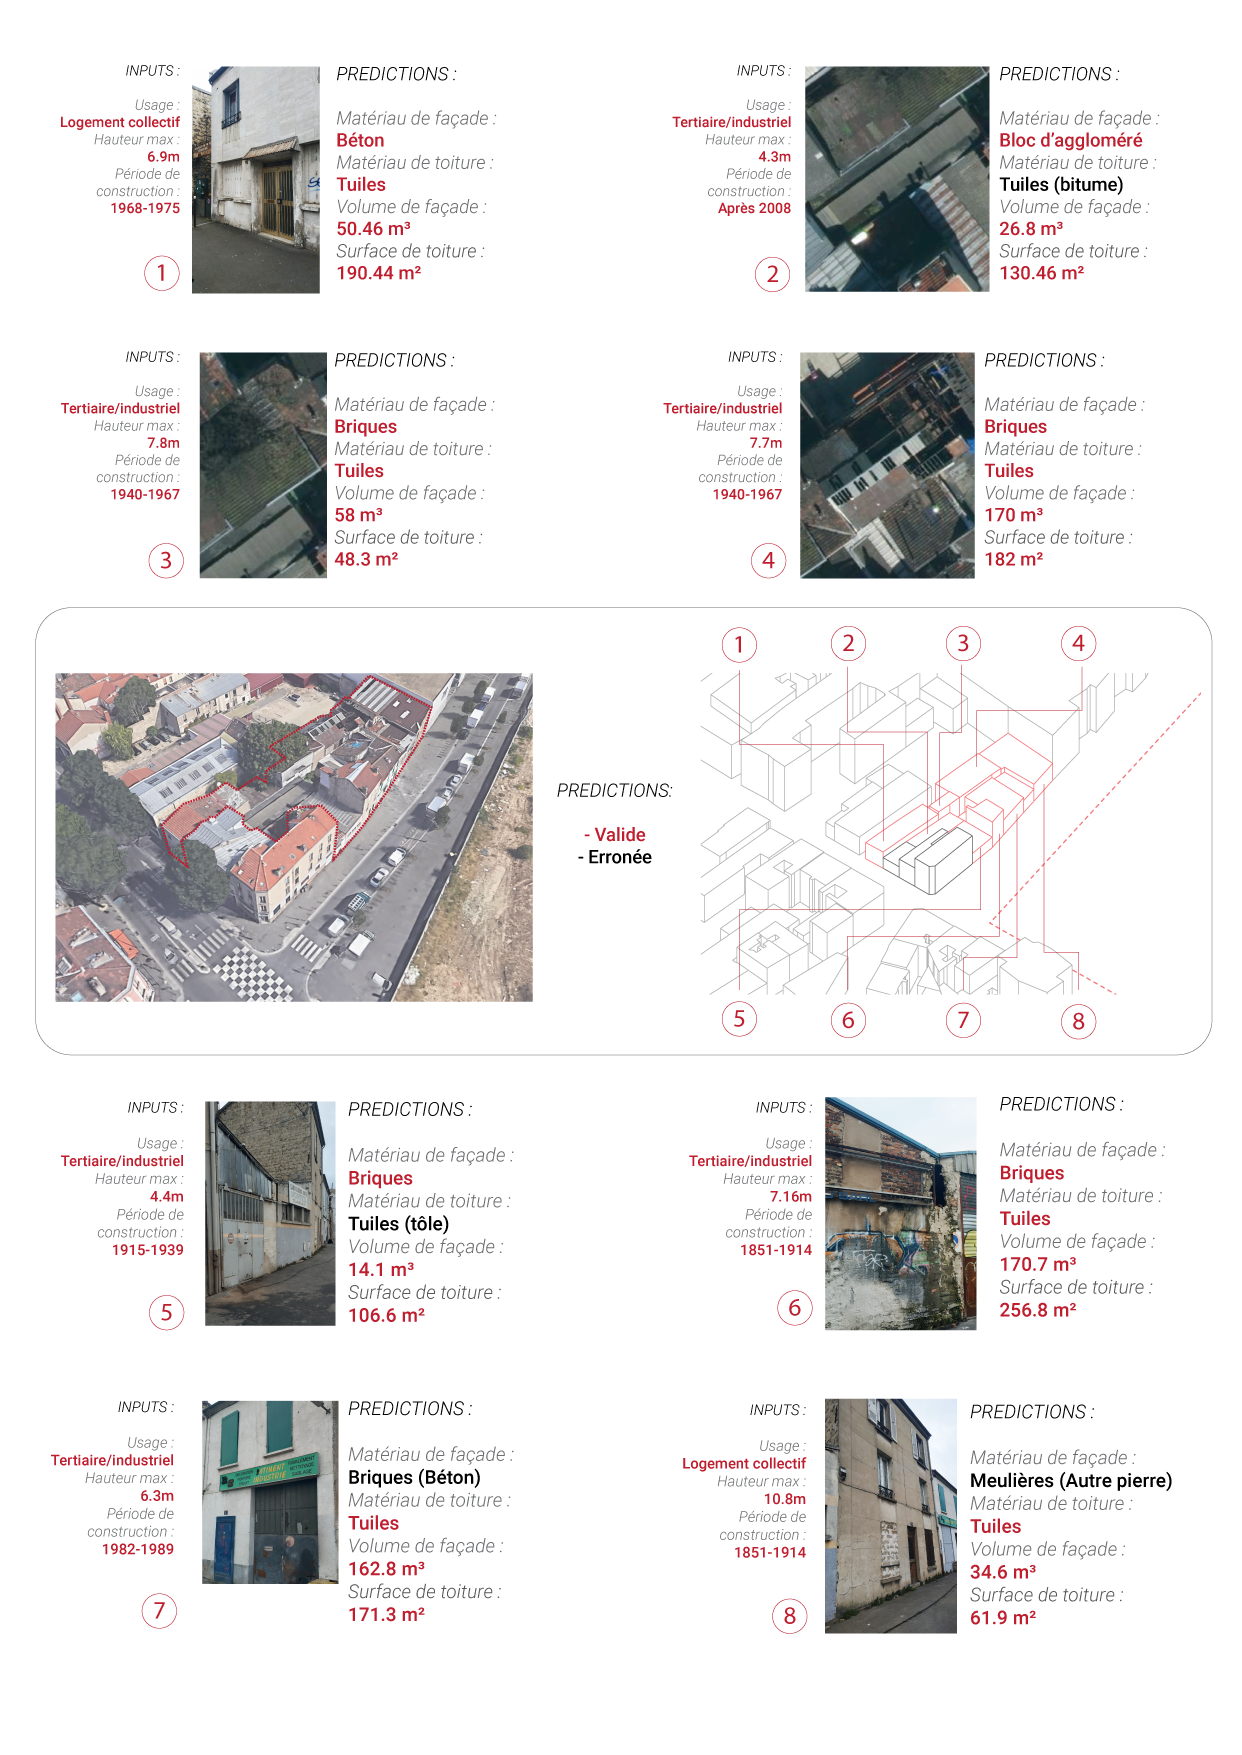 INPUTS :
Usage :
Logement collectif
Hauteur max :
6.9m
Période de
construction :
1968-1975
1
PREDICTIONS :
Matériau de façade :
Béton
Matériau de toiture :
Tuiles
Volume de façade :
50.46 m³
Surface de toiture :
190.44 m²
INPUTS :
Usage :
Tertiaire/industriel
Hauteur max :
4.3m
Période de
construction :
Après 2008
2
PREDICTIONS :
Matériau de façade :
Bloc d’aggloméré
Matériau de toiture :
Tuiles (bitume)
Volume de façade :
26.8 m³
Surface de toiture :
130.46 m²
INPUTS :
Usage :
Tertiaire/industriel
Hauteur max :
7.8m
Période de
construction :
1940-1967
3
PREDICTIONS :
Matériau de façade :
Briques
Matériau de toiture :
Tuiles
Volume de façade :
58 m³
Surface de toiture :
48.3 m²
INPUTS :
Usage :
Tertiaire/industriel
Hauteur max :
7.7m
Période de
construction :
1940-1967
4
PREDICTIONS :
Matériau de façade :
Briques
Matériau de toiture :
Tuiles
Volume de façade :
170 m³
Surface de toiture :
182 m²
PREDICTIONS:
- Valide
- Erronée
1
2
3
4
5
6
7
8
INPUTS :
Usage :
Tertiaire/industriel
Hauteur max :
4.4m
Période de
construction :
1915-1939
5
PREDICTIONS :
Matériau de façade :
Briques
Matériau de toiture :
Tuiles (tôle)
Volume de façade :
14.1 m³
Surface de toiture :
106.6 m²
INPUTS :
Usage :
Tertiaire/industriel
Hauteur max :
7.16m
Période de
construction :
1851-1914
6
PREDICTIONS :
Matériau de façade :
Briques
Matériau de toiture :
Tuiles
Volume de façade :
170.7 m³
Surface de toiture :
256.8 m²
INPUTS :
Usage :
Tertiaire/industriel
Hauteur max :
6.3m
Période de
construction :
1982-1989
7
INDUSTRIE
PREDICTIONS :
Matériau de façade :
Briques (Béton)
Matériau de toiture :
Tuiles
Volume de façade :
162.8 m³
Surface de toiture :
171.3 m²
INPUTS :
Usage :
Logement collectif
Hauteur max :
10.8m
Période de
construction :
1851-1914
8
PREDICTIONS :
Matériau de façade :
Meulières (Autre pierre)
Matériau de toiture :
Tuiles
Volume de façade :
34.6 m³
Surface de toiture :
61.9 m²